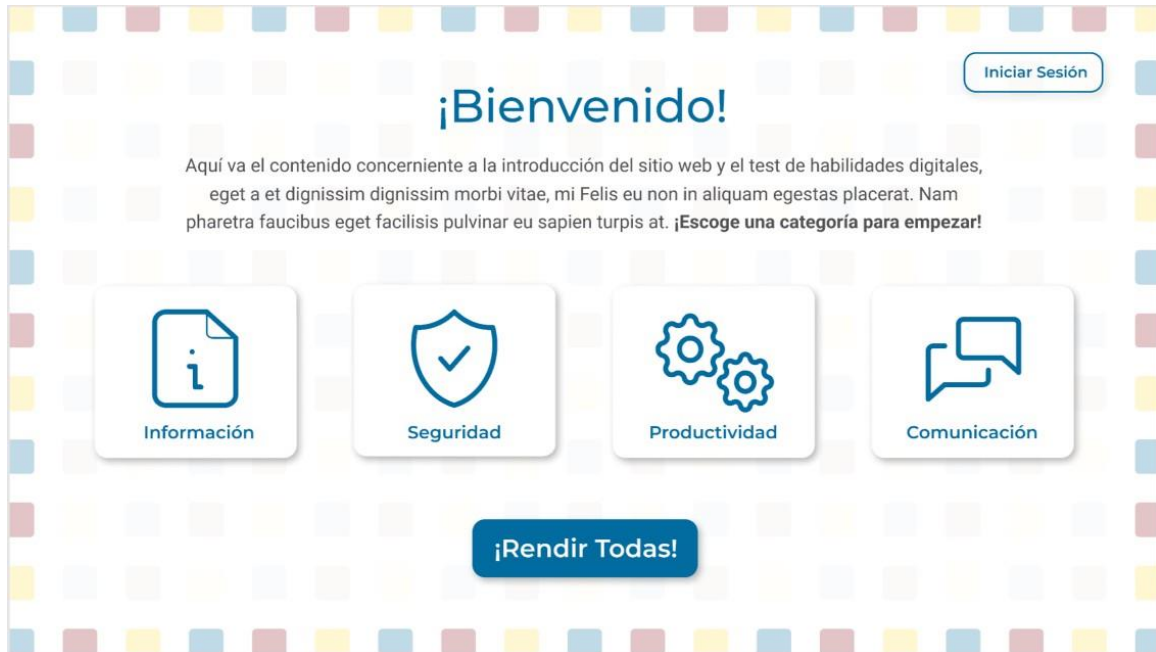 Iniciar Sesión
¡Bienvenido!
Aquí va el contenido concerniente a la introducción del sitio web y el test de habilidades digitales,
eget a et dignissim dignissim morbi vitae, mi Felis eu non in aliquam egestas placerat. Nam
pharetra faucibus eget facilisis pulvinar eu sapien turpis at. ¡Escoge una categoría para empezar!
i
Información
Seguridad
Productividad
Comunicación
¡Rendir Todas!